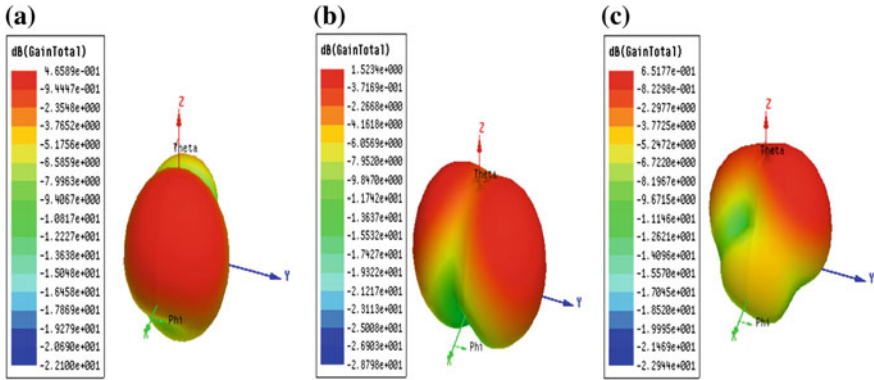 (a)
dB(GainTotal)
4.6589e-001
-9.4447e-001
-2.3548e+000
-3.7652e+000
-5.1756e+000
-6.5859e+000
-7.9963e+000
-9.4067e+000
-1.0817e+001
-1.2227e+001
-1.3638e+001
-1.5048e+001
-1.6458e+001
-1.7869e+001
-1.9279e+001
-2.0690e+001
-2.2100e+001
Z
Theta
Y
Phi
X
(b)
dB(GainTotal)
1.5234e+000
-3.7169e-001
-2.2668e+000
-4.1618e+000
-6.0569e+000
-7.9520e+000
-9.8470e+000
-1.1742e+001
-1.3637e+001
-1.5532e+001
-1.7427e+001
-1.9322e+001
-2.1217e+001
-2.3113e+001
-2.5008e+001
-2.6903e+001
-2.8798e+001
Z
Theta
Y
Phi
X
(c)
dB(GainTotal)
6.5177e-001
-8.2298e-001
-2.2977e+000
-3.7725e+000
-5.2472e+000
-6.7220e+000
-8.1967e+000
-9.6715e+000
-1.1146e+001
-1.2621e+001
-1.4096e+001
-1.5570e+001
-1.7045e+001
-1.8520e+001
-1.9995e+001
-2.1469e+001
-2.2944e+001
Z
Theta
Y
Phi
X